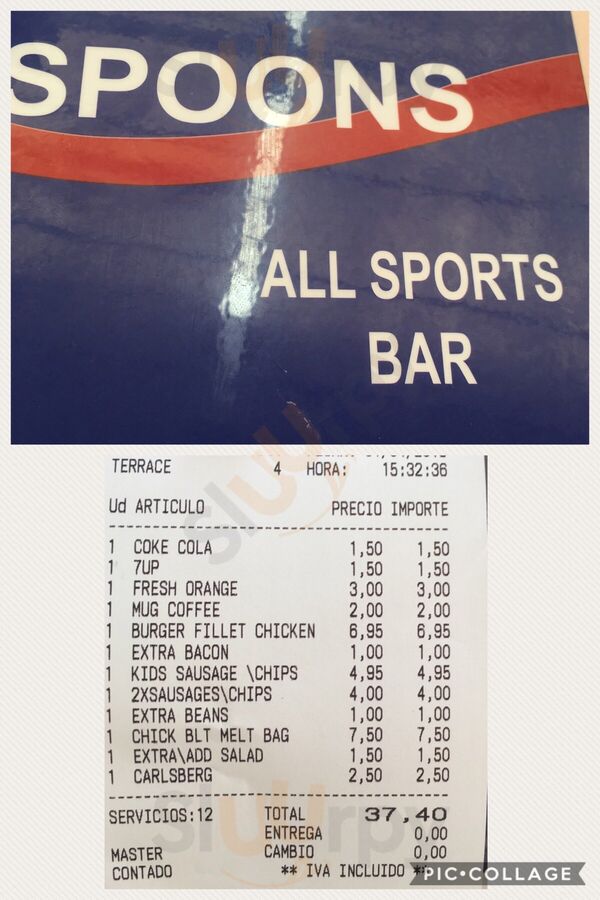 SPOONS
ALL SPORTS
BAR
TERRACE 4 HORA: 15:32:36
Ud ARTICULO PRECIO IMPORTE
1 COKE COLA 1,50 1,50
1 7UP 1,50 1,50
1 FRESH ORANGE 3,00 3,00
1 MUG COFFEE 2,00 2,00
1 BURGER FILLET CHICKEN 6,95 6,95
1 EXTRA BACON 1,00 1,00
1 KIDS SAUSAGE \CHIPS 4,95 4,95
1 2XSAUSAGES\CHIPS 4,00 4,00
1 EXTRA BEANS 1,00 1,00
1 CHICK BLT MELT BAG 7,50 7,50
1 EXTRA\ADD SALAD 1,50 1,50
1 CARLSBERG 2,50 2,50
SERVICIOS:12 TOTAL 37,40
ENTREGA 0,00
MASTER CAMBIO 0,00
CONTADO ** IVA INCLUIDO
PIC•COLLAGE
Sluurpy
Sluurpy
Sluurpy